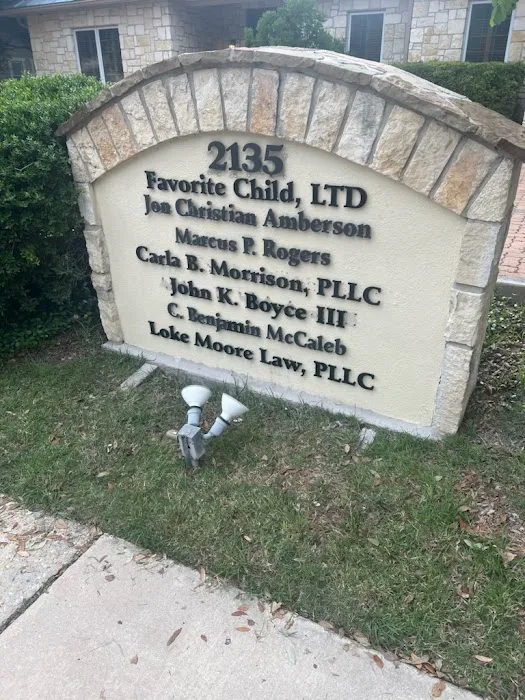 2135
Favorite Child, LTD
Jon Christian Amberson
Marcus P. Rogers
Carla B. Morrison, PLLC
John K. Boyce III
C. Benjamin McCaleb
Loke Moore Law, PLLC